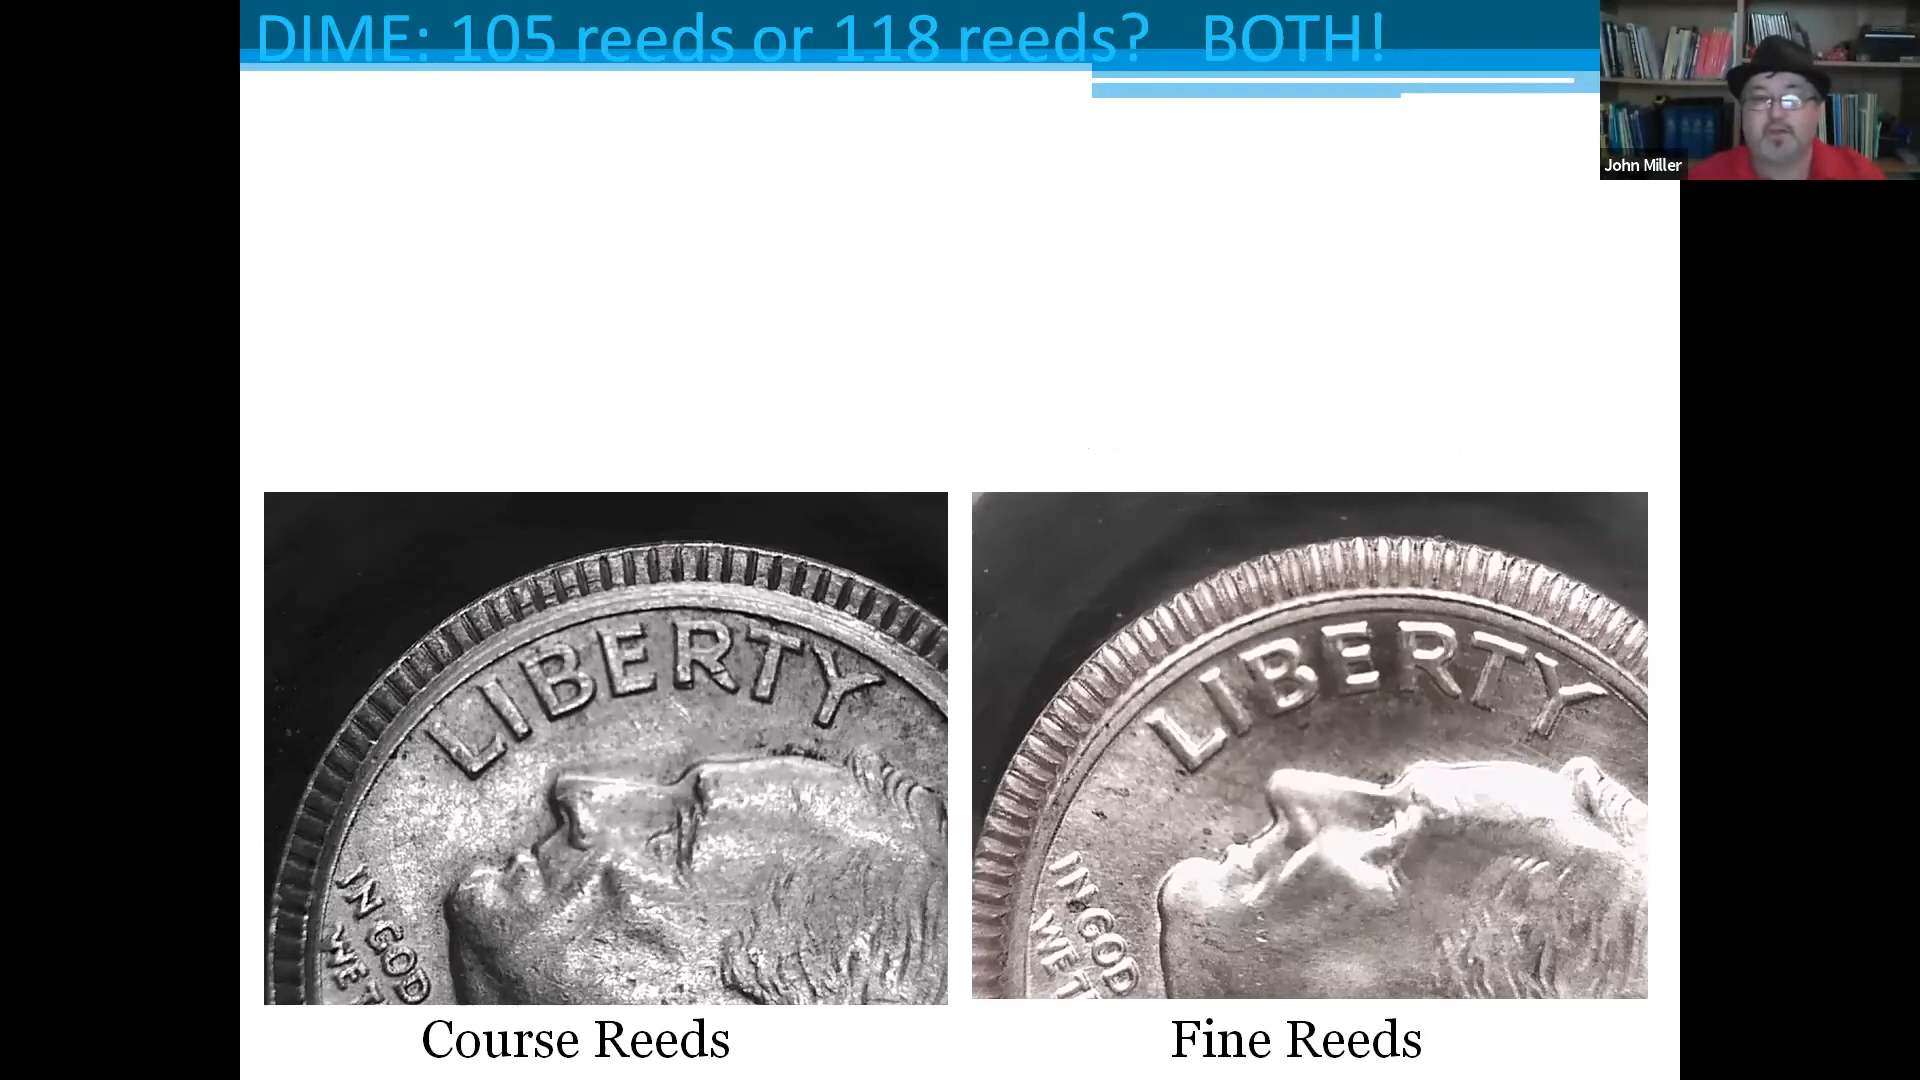 DIME: 105 reeds or 118 reeds? BOTH!
John Miller
LIBERTY
IN GOD
WE T
LIBERTY
IN GOD
WE T
Course Reeds
Fine Reeds